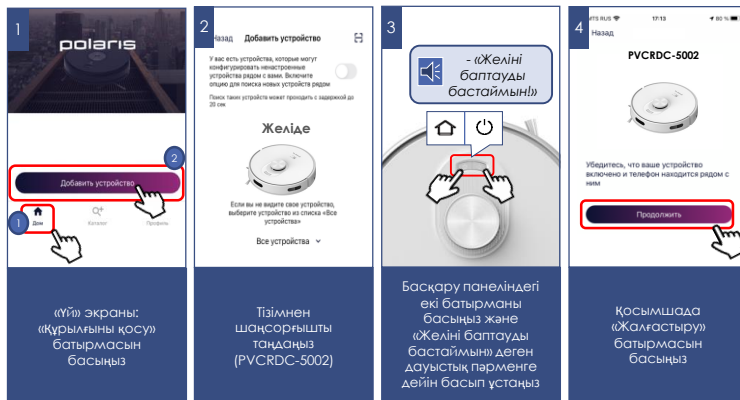 1
polaris
2
Добавить устройство
1
Дом
Каталог
Профиль
«Үй» экраны:
«Құрылғыны қосу»
батырмасын
басыңыз
2
Назад
Добавить устройство
У вас есть устройства, которые могут
конфигурировать ненастроенные
устройства рядом с вами. Включите
опцию для поиска новых устройств рядом
Поиск таких устройств может проходить с задержкой до
20 сек
Желіде
Если вы не видите свое устройство,
выберите устройство из списка «Все
устройства»
Все устройства
Тізімнен
шаңсорғышты
таңдаңыз
(PVCRDC-5002)
3
- «Желіні
баптауды
бастаймын!»
Басқару панеліндегі
екі батырманы
басыңыз және
«Желіні баптауды
бастаймын» деген
дауыстық пәрменге
дейін басып ұстаңыз
4
MTS RUS 17:13 80 %
Назад
PVCRDC-5002
Убедитесь, что ваше устройство
включено и телефон находится рядом с
ним
Продолжить
Қосымшада
«Жалғастыру»
батырмасын
басыңыз